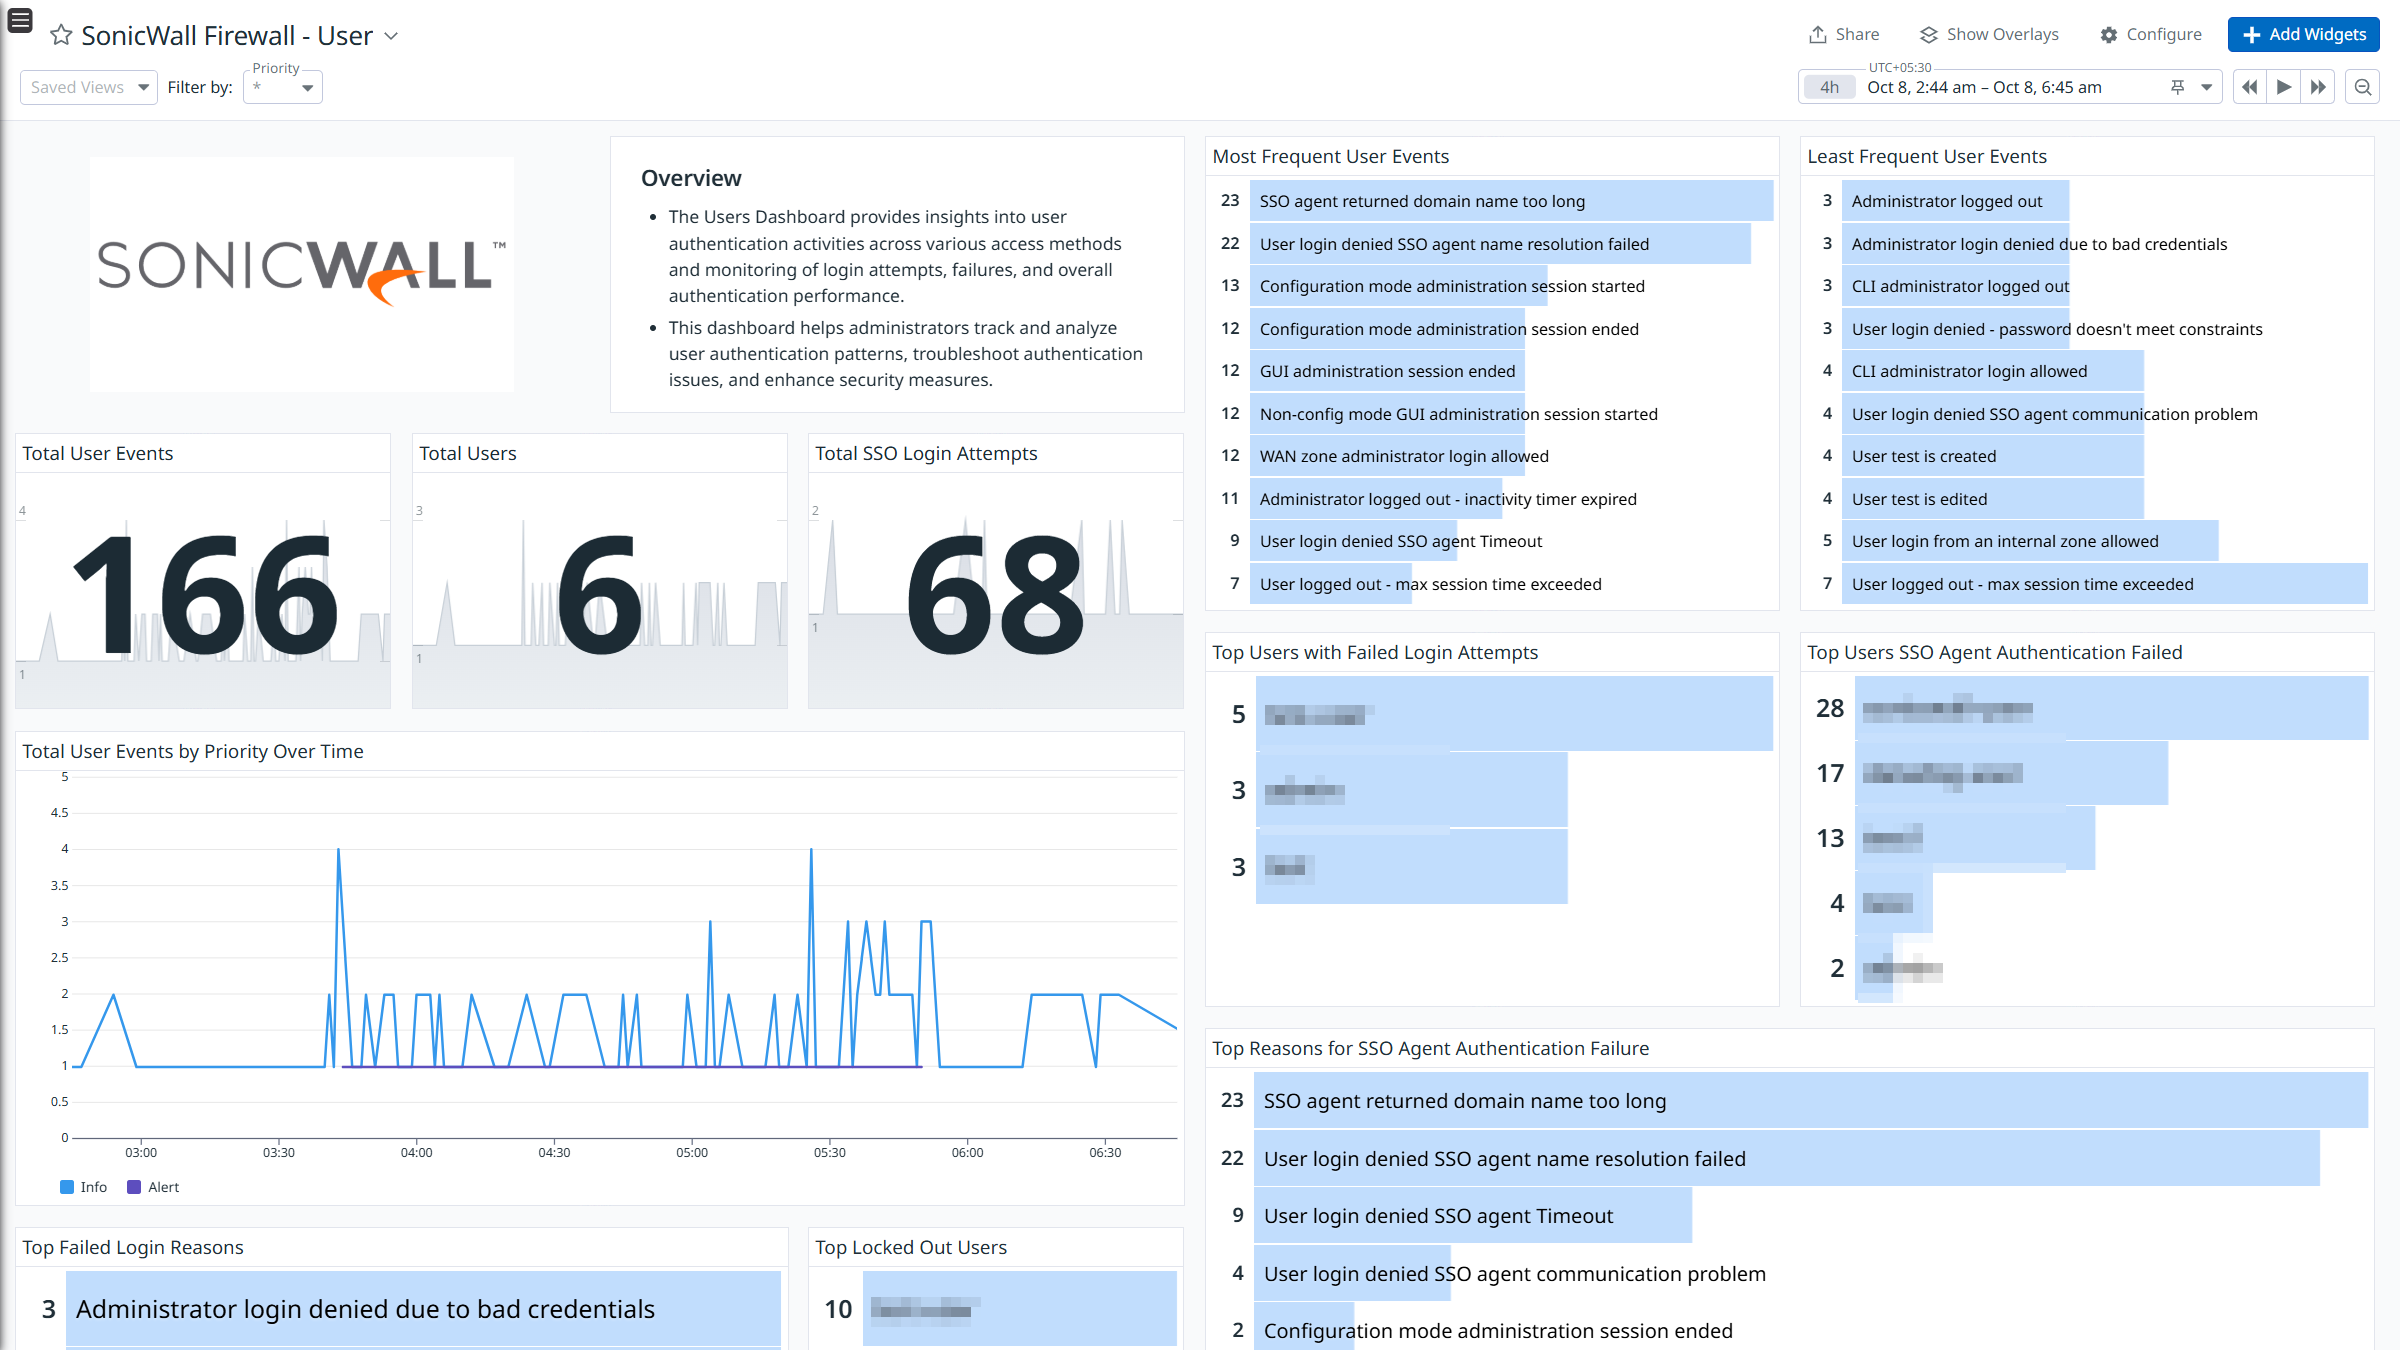 SonicWall Firewall - User
Share
Show Overlays
Configure
Add Widgets
Saved Views
Filter by:
Priority
*
UTC+05:30
4h
Oct 8, 2:44 am – Oct 8, 6:45 am
SONICWALL™
Overview
• The Users Dashboard provides insights into user
authentication activities across various access methods
and monitoring of login attempts, failures, and overall
authentication performance.
• This dashboard helps administrators track and analyze
user authentication patterns, troubleshoot authentication
issues, and enhance security measures.
Most Frequent User Events
23 SSO agent returned domain name too long
22 User login denied SSO agent name resolution failed
13 Configuration mode administration session started
12 Configuration mode administration session ended
12 GUI administration session ended
12 Non-config mode GUI administration session started
12 WAN zone administrator login allowed
11 Administrator logged out - inactivity timer expired
9 User login denied SSO agent Timeout
7 User logged out - max session time exceeded
Least Frequent User Events
3 Administrator logged out
3 Administrator login denied due to bad credentials
3 CLI administrator logged out
3 User login denied - password doesn't meet constraints
4 CLI administrator login allowed
4 User login denied SSO agent communication problem
4 User test is created
4 User test is edited
5 User login from an internal zone allowed
7 User logged out - max session time exceeded
Total User Events
4
166
1
Total Users
3
6
1
Total SSO Login Attempts
2
68
1
Top Users with Failed Login Attempts
5
3
3
Top Users SSO Agent Authentication Failed
28
17
13
4
2
Total User Events by Priority Over Time
5
4.5
4
3.5
3
2.5
2
1.5
1
0.5
0
03:00 03:30 04:00 04:30 05:00 05:30 06:00 06:30
Info Alert
Top Reasons for SSO Agent Authentication Failure
23 SSO agent returned domain name too long
22 User login denied SSO agent name resolution failed
9 User login denied SSO agent Timeout
4 User login denied SSO agent communication problem
2 Configuration mode administration session ended
Top Failed Login Reasons
3 Administrator login denied due to bad credentials
Top Locked Out Users
10